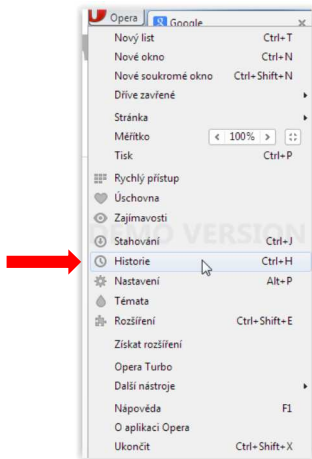 Opera Google
Nový list Ctrl+T
Nové okno Ctrl+N
Nové soukromé okno Ctrl+Shift+N
Dříve zavřené
Stránka
Měřítko 100%
Tisk Ctrl+P
Rychlý přístup
Úschovna
Zajímavosti
DEMO VERSION
Stahování Ctrl+J
Historie Ctrl+H
Nastavení Alt+P
Témata
Rozšíření Ctrl+Shift+E
Získat rozšíření
Opera Turbo
Další nástroje
Nápověda F1
O aplikaci Opera
Ukončit Ctrl+Shift+X